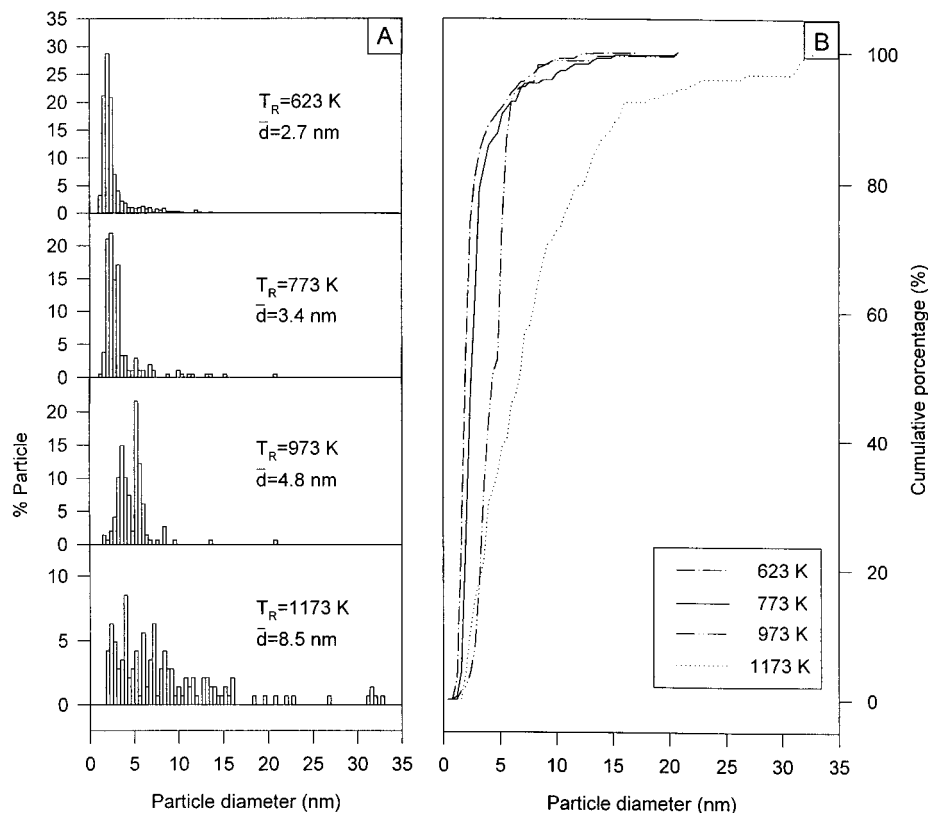 A
35
30
25
20
15
10
5
0
T_R=623 K
d̅=2.7 nm
20
15
10
5
0
T_R=773 K
d̅=3.4 nm
20
15
10
5
0
T_R=973 K
d̅=4.8 nm
10
5
0
T_R=1173 K
d̅=8.5 nm
% Particle
0 5 10 15 20 25 30 35
Particle diameter (nm)
B
100
80
60
40
20
0
Cumulative porcentage (%)
623 K
773 K
973 K
1173 K
0 5 10 15 20 25 30 35
Particle diameter (nm)